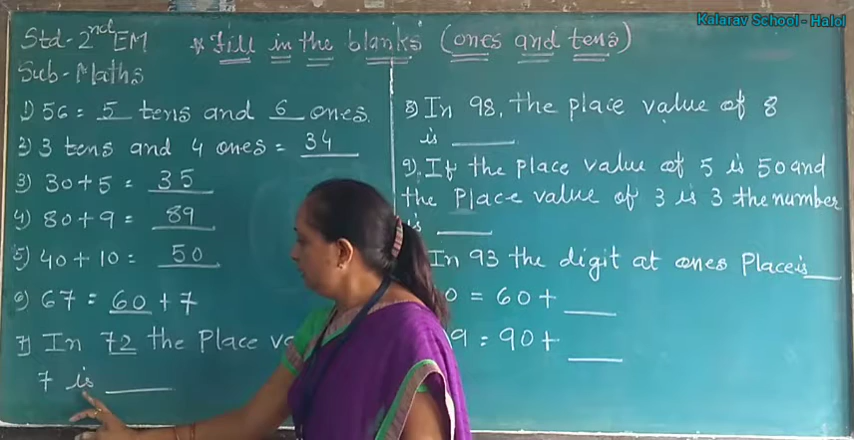 Kalarav School - Halol
Std-2nd EM * Fill in the blanks (ones and tens)
Sub-Maths
1) 56 = 5 tens and 6 ones.
2) 3 tens and 4 ones = 34
3) 30+5 = 35
4) 80+9 = 89
5) 40+10 = 50
6) 67 = 60 + 7
7) In 72 the Place
7 is ____
8) In 98, the place value of 8
is ____
9) If the place value of 5 is 50 and
the Place value of 3 is 3 the number
is ____
In 93 the digit at ones Place is ____
0 = 60 + ____
9 = 90 + ____